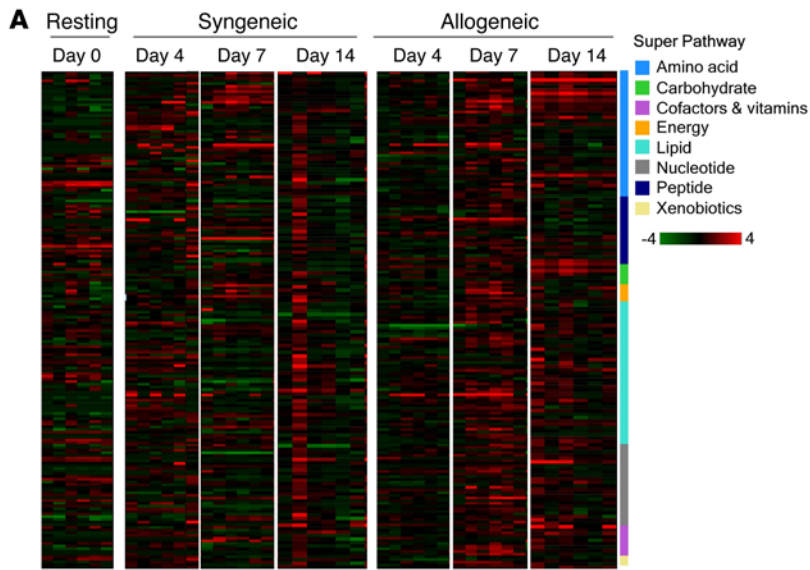 A
Resting Syngeneic Allogeneic
Day 0 Day 4 Day 7 Day 14 Day 4 Day 7 Day 14
Super Pathway
Amino acid
Carbohydrate
Cofactors & vitamins
Energy
Lipid
Nucleotide
Peptide
Xenobiotics
-4 4